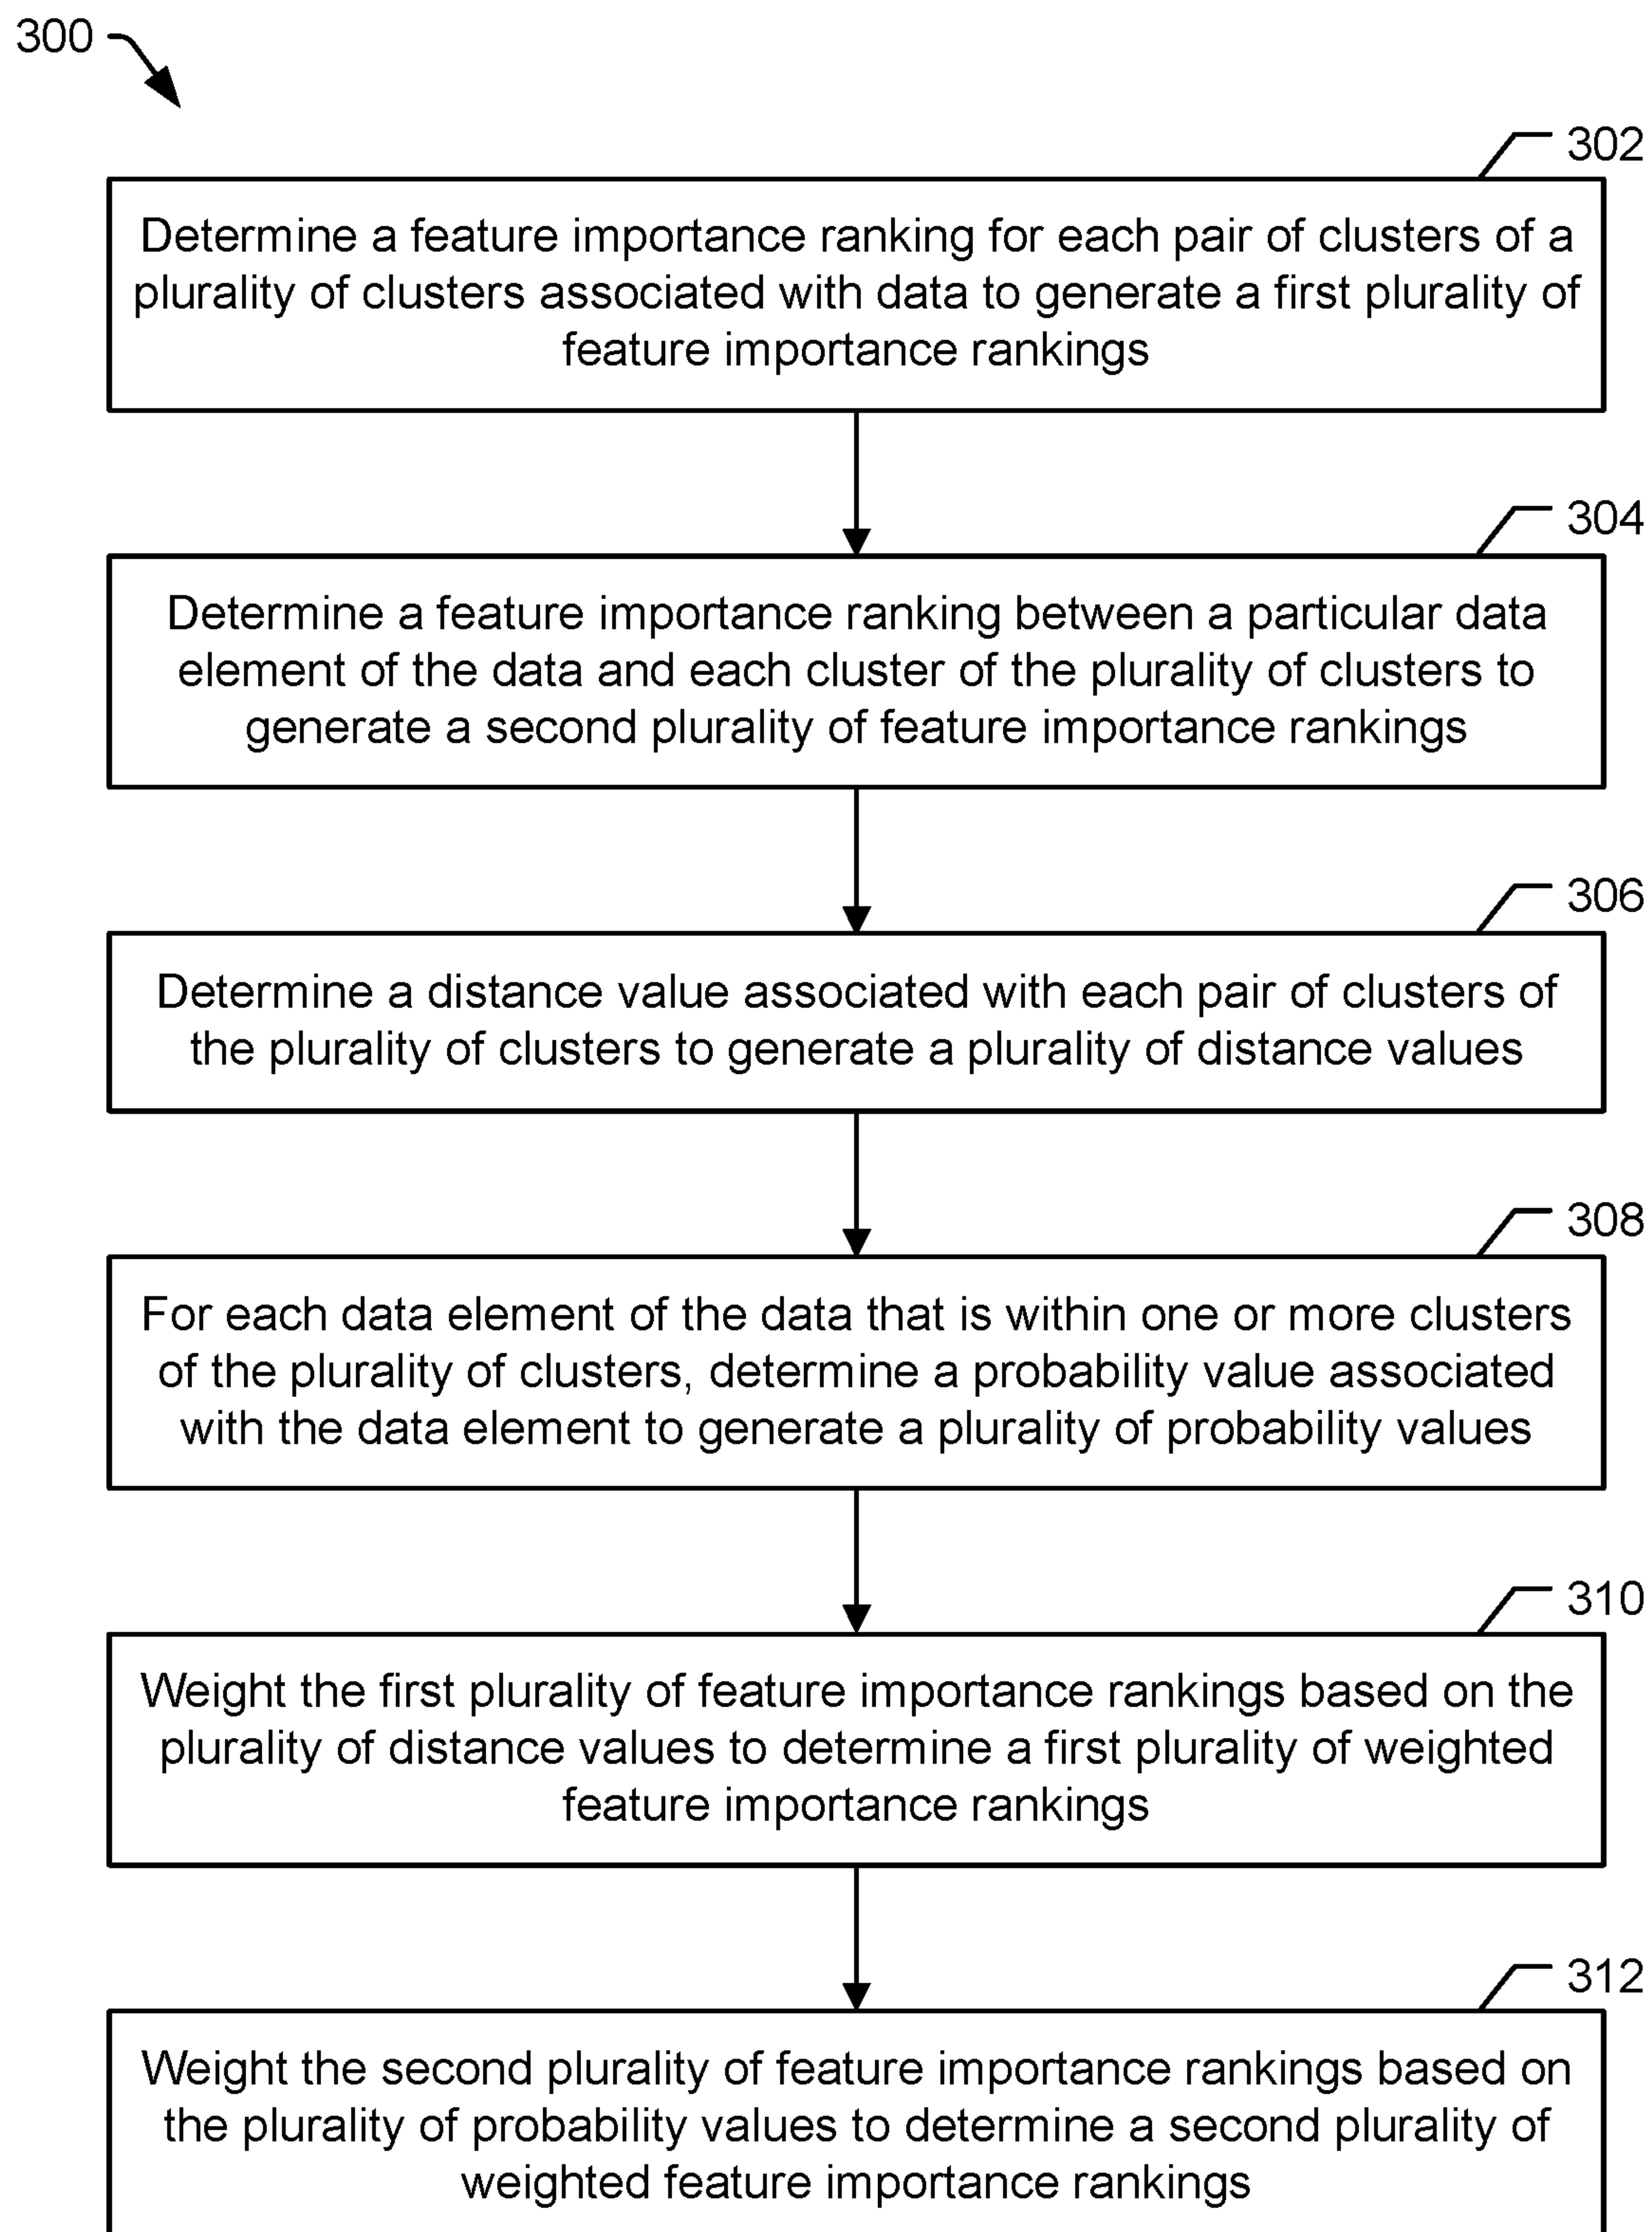 300
302
Determine a feature importance ranking for each pair of clusters of a
plurality of clusters associated with data to generate a first plurality of
feature importance rankings
304
Determine a feature importance ranking between a particular data
element of the data and each cluster of the plurality of clusters to
generate a second plurality of feature importance rankings
306
Determine a distance value associated with each pair of clusters of
the plurality of clusters to generate a plurality of distance values
308
For each data element of the data that is within one or more clusters
of the plurality of clusters, determine a probability value associated
with the data element to generate a plurality of probability values
310
Weight the first plurality of feature importance rankings based on the
plurality of distance values to determine a first plurality of weighted
feature importance rankings
312
Weight the second plurality of feature importance rankings based on
the plurality of probability values to determine a second plurality of
weighted feature importance rankings